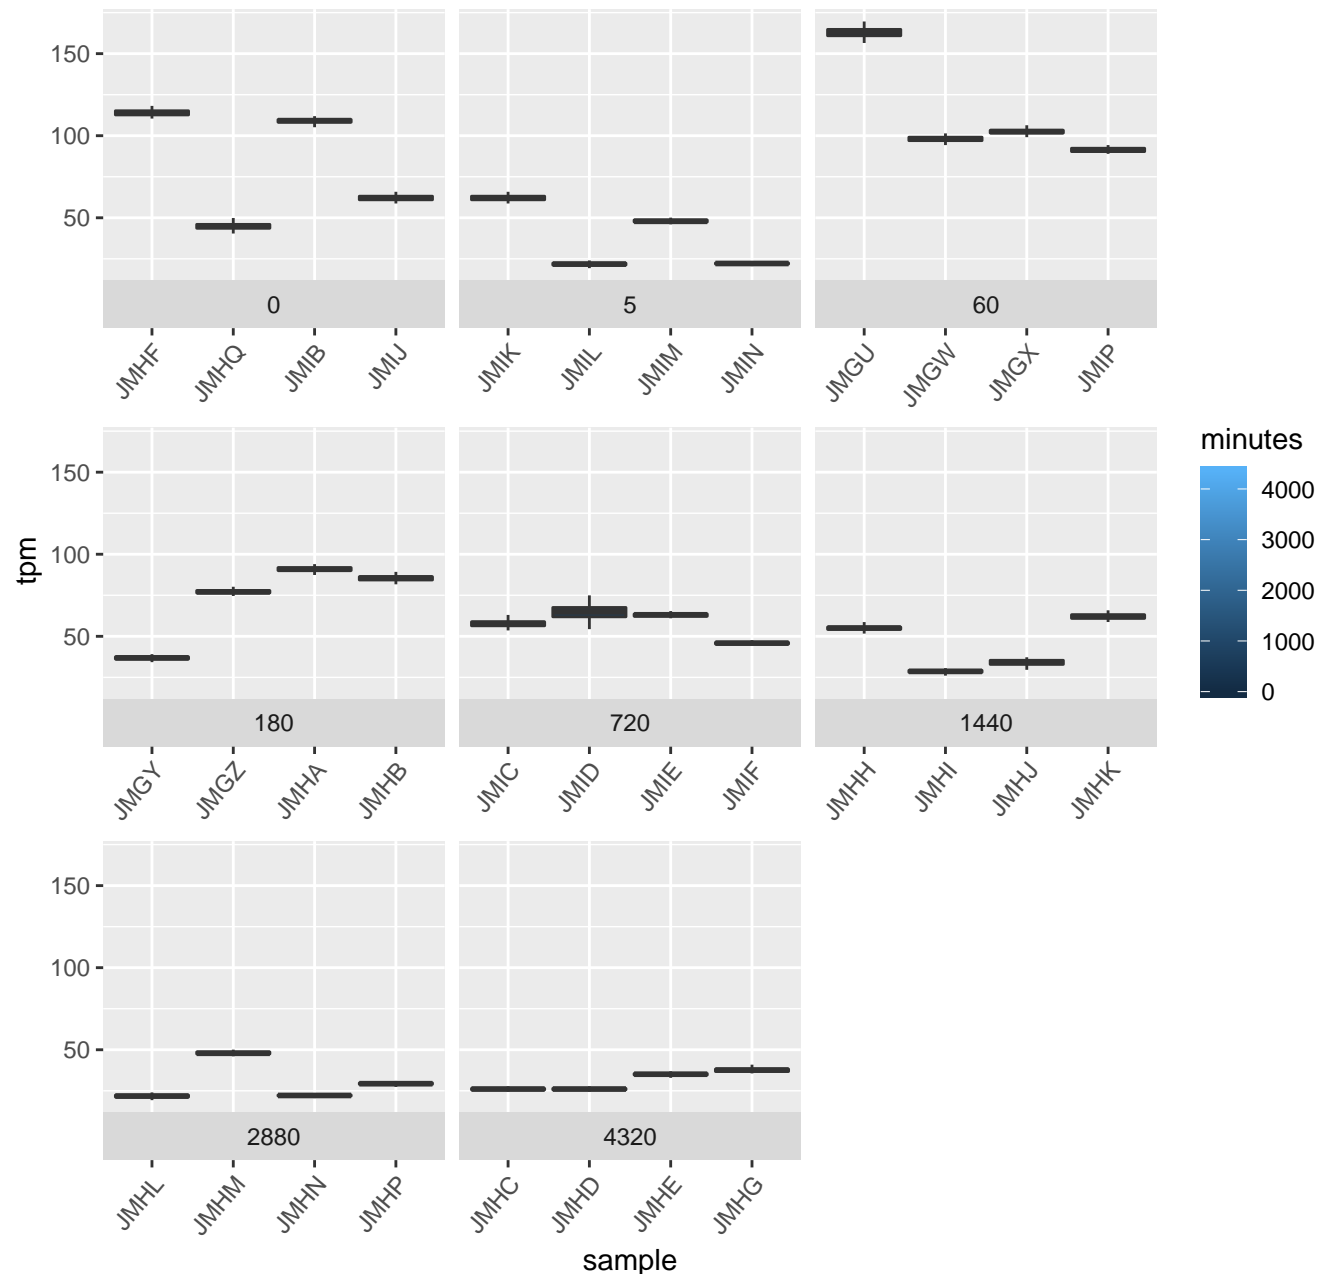 150
100
50
0
5
60
JMHF
JMHQ
JMIB
JMIJ
JMIK
JMIL
JMIM
JMIN
JMGU
JMGW
JMGX
JMIP
tpm
150
100
50
180
720
1440
JMGY
JMGZ
JMHA
JMHB
JMIC
JMID
JMIE
JMIF
JMHH
JMHI
JMHJ
JMHK
minutes
4000
3000
2000
1000
0
150
100
50
2880
4320
JMHL
JMHM
JMHN
JMHP
JMHC
JMHD
JMHE
JMHG
sample